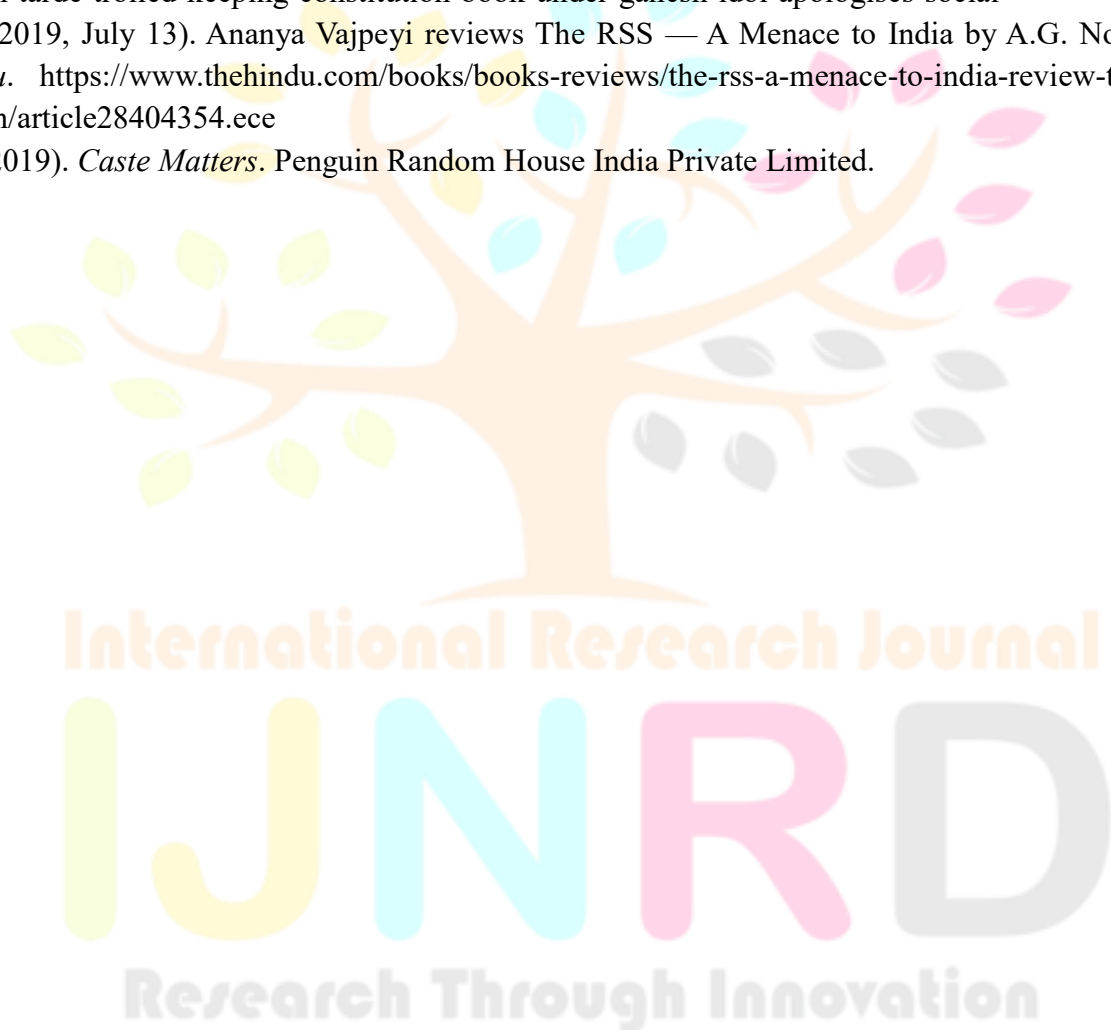 tarde trolled keeping constitution book under ganesh idol apologises social
2019, July 13). Ananya Vajpeyi reviews The RSS — A Menace to India by A.G. No
u. https://www.thehindu.com/books/books-reviews/the-rss-a-menace-to-india-review-t
n/article28404354.ece
2019). Caste Matters. Penguin Random House India Private Limited.
International Research Journal
IJNRD
Research Through Innovation